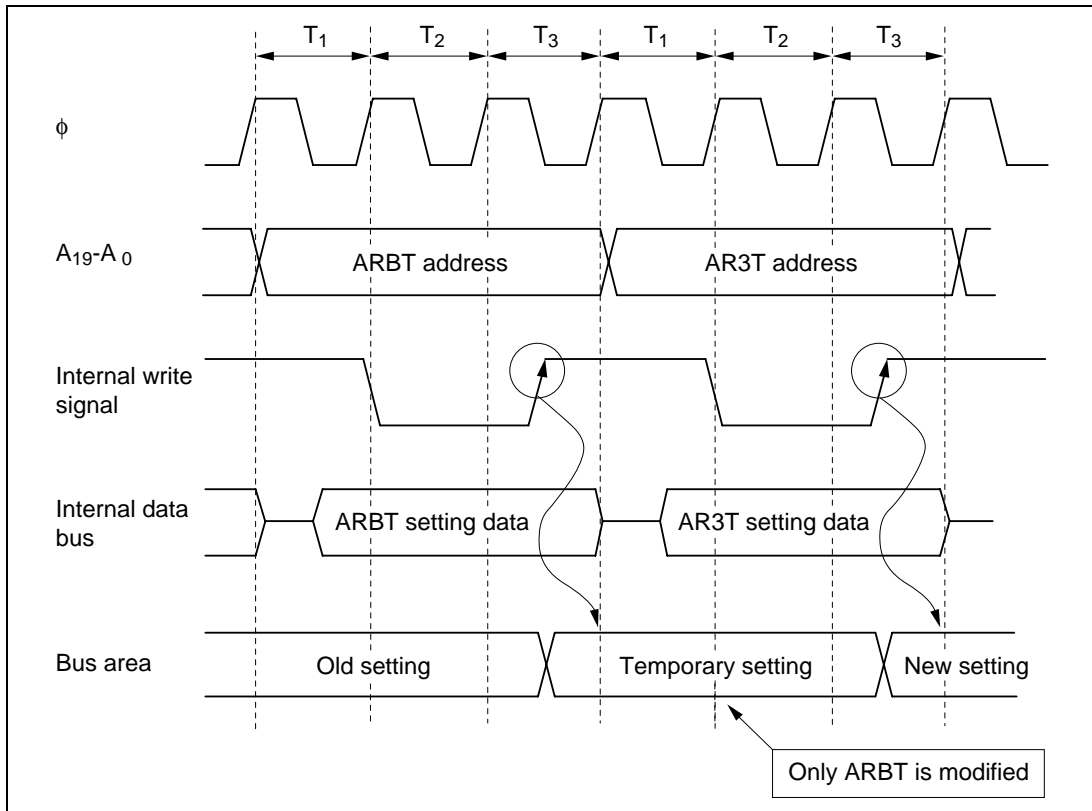 T1 T2 T3 T1 T2 T3
ϕ
A19-A 0
ARBT address AR3T address
Internal write
signal
Internal data
bus
ARBT setting data AR3T setting data
Bus area
Old setting Temporary setting New setting
Only ARBT is modified